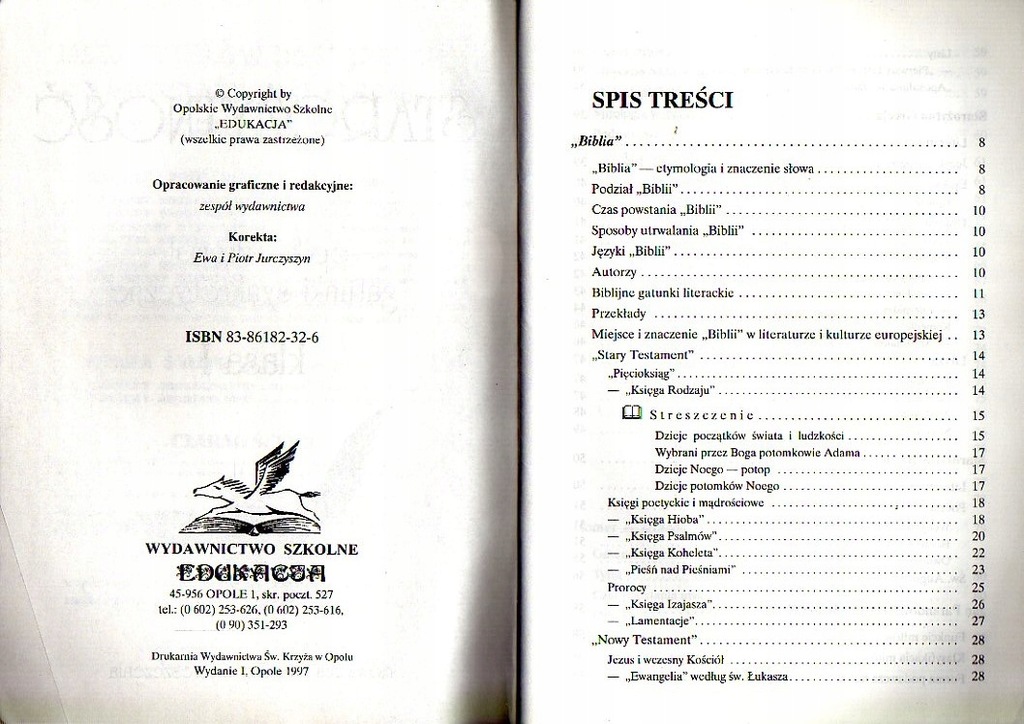 © Copyright by
Opolskie Wydawnictwo Szkolne
„EDUKACJA”
(wszelkie prawa zastrzeżone)
Opracowanie graficzne i redakcyjne:
zespół wydawnictwa
Korekta:
Ewa i Piotr Jurczyszyn
ISBN 83-86182-32-6
WYDAWNICTWO SZKOLNE
EDUKACJA
45-956 OPOLE 1, skr. poczt. 527
tel.: (0 602) 253-626, (0 602) 253-616,
(0 90) 351-293
Drukarnia Wydawnictwa Św. Krzyża w Opolu
Wydanie I, Opole 1997
SPIS TREŚCI
„Biblia” . . . . . . . . . . 8
„Biblia” — etymologia i znaczenie słowa . . . . . . . . . . 8
Podział „Biblii” . . . . . . . . . . 8
Czas powstania „Biblii” . . . . . . . . . . 10
Sposoby utrwalania „Biblii” . . . . . . . . . . 10
Języki „Biblii” . . . . . . . . . . 10
Autorzy . . . . . . . . . . 10
Biblijne gatunki literackie . . . . . . . . . . 11
Przekłady . . . . . . . . . . 13
Miejsce i znaczenie „Biblii” w literaturze i kulturze europejskiej . . 13
„Stary Testament” . . . . . . . . . . 14
„Pięcioksiąg” . . . . . . . . . . 14
— „Księga Rodzaju” . . . . . . . . . . 14
Streszczenie . . . . . . . . . . 15
Dzieje początków świata i ludzkości . . . . . . . . . . 15
Wybrani przez Boga potomkowie Adama . . . . . . . . . . 17
Dzieje Noego — potop . . . . . . . . . . 17
Dzieje potomków Noego . . . . . . . . . . 17
Księgi poetyckie i mądrościowe . . . . . . . . . . 18
— „Księga Hioba” . . . . . . . . . . 18
— „Księga Psalmów” . . . . . . . . . . 20
— „Księga Koheleta” . . . . . . . . . . 22
— „Pieśń nad Pieśniami” . . . . . . . . . . 23
Prorocy . . . . . . . . . . 25
— „Księga Izajasza” . . . . . . . . . . 26
— „Lamentacje” . . . . . . . . . . 27
„Nowy Testament” . . . . . . . . . . 28
Jezus i wczesny Kościół . . . . . . . . . . 28
— „Ewangelia” według św. Łukasza . . . . . . . . . . 28